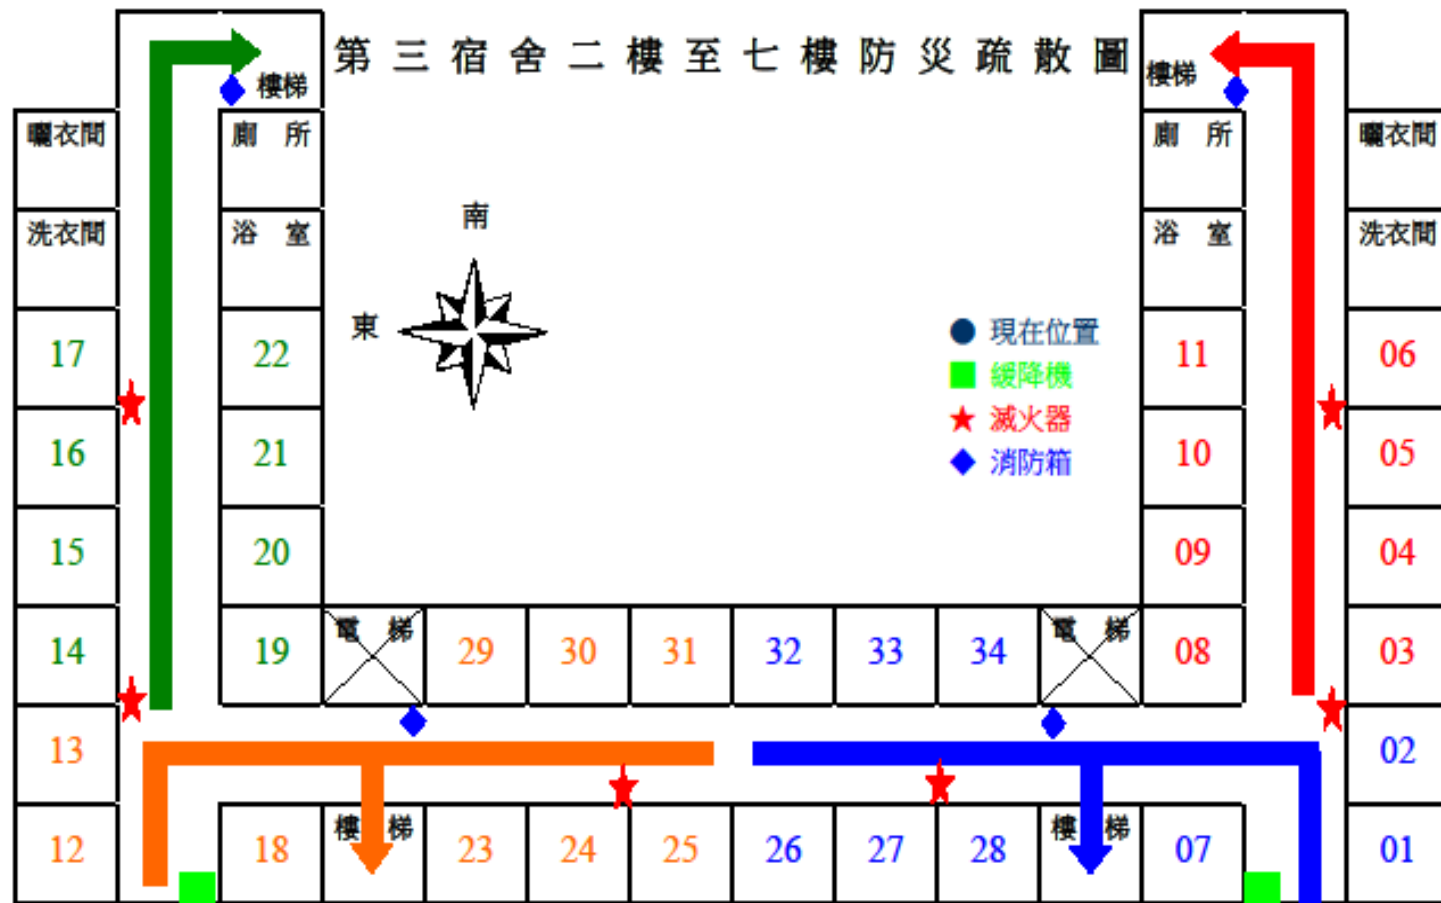 第三宿舍二樓至七樓防災疏散圖
樓梯
樓梯
曬衣間
廁所
廁所
曬衣間
洗衣間
浴室
浴室
洗衣間
南
東
現在位置
緩降機
滅火器
消防箱
17
22
11
06
16
21
10
05
15
20
09
04
14
19
電梯
29
30
31
32
33
34
電梯
08
03
13
02
12
18
樓梯
23
24
25
26
27
28
樓梯
07
01